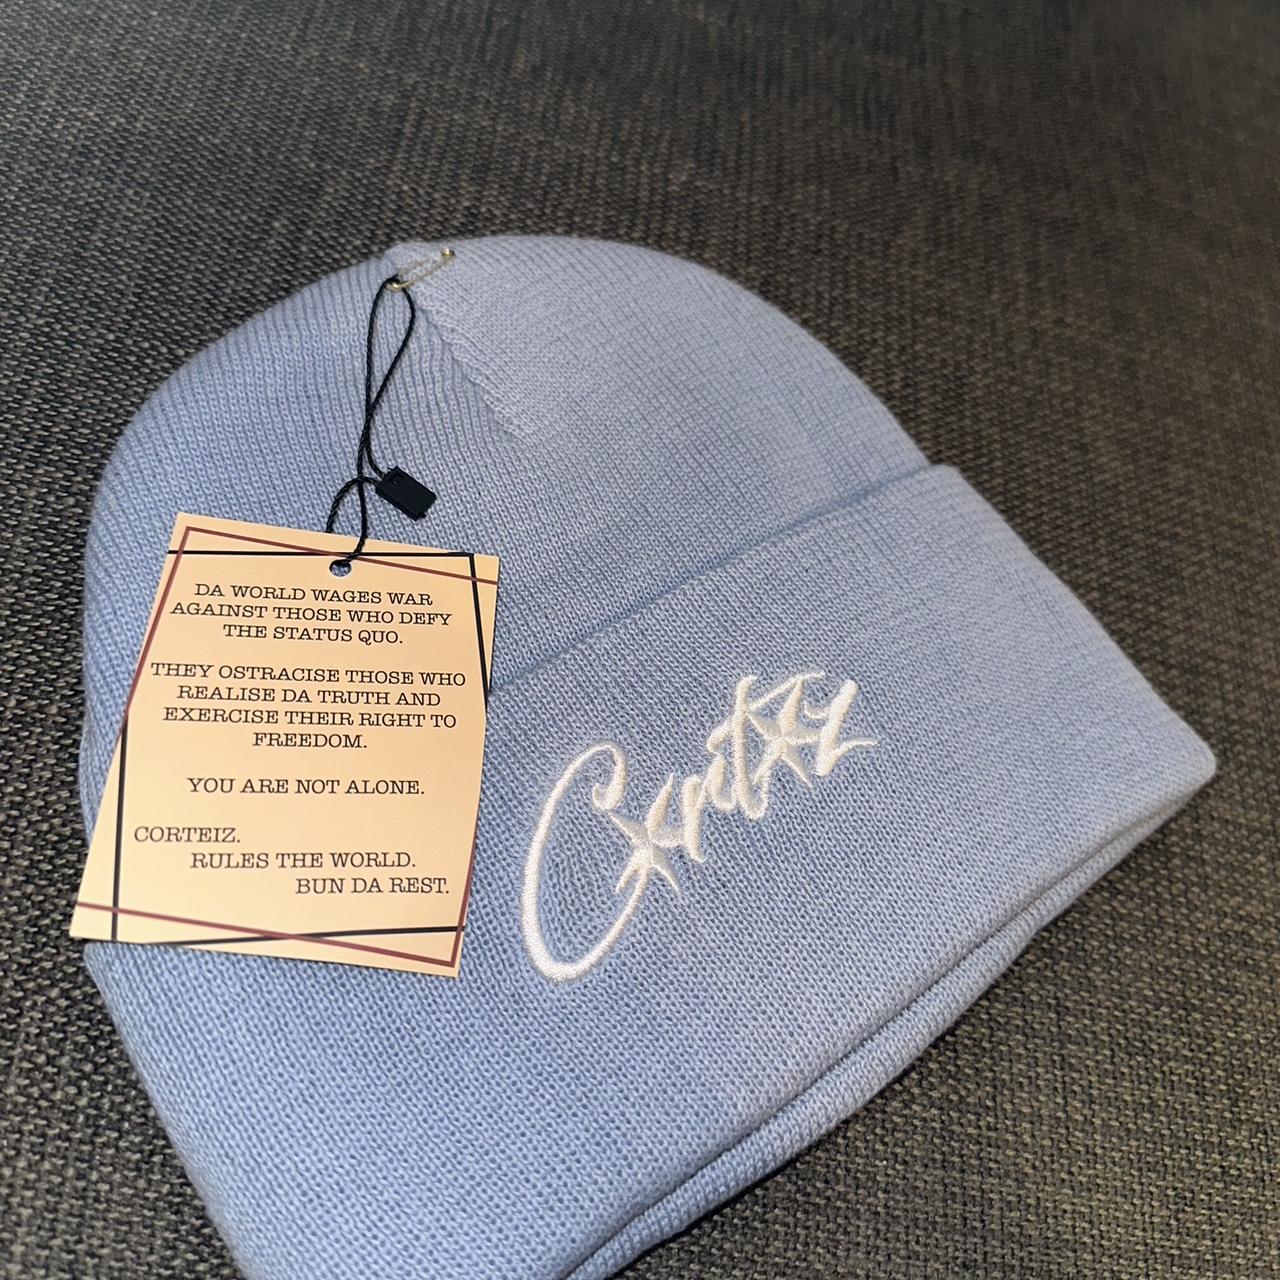 DA WORLD WAGES WAR
AGAINST THOSE WHO DEFY
THE STATUS QUO.
THEY OSTRACISE THOSE WHO
REALISE DA TRUTH AND
EXERCISE THEIR RIGHT TO
FREEDOM.
YOU ARE NOT ALONE.
CORTEIZ.
RULES THE WORLD.
BUN DA REST.
C★rt★z